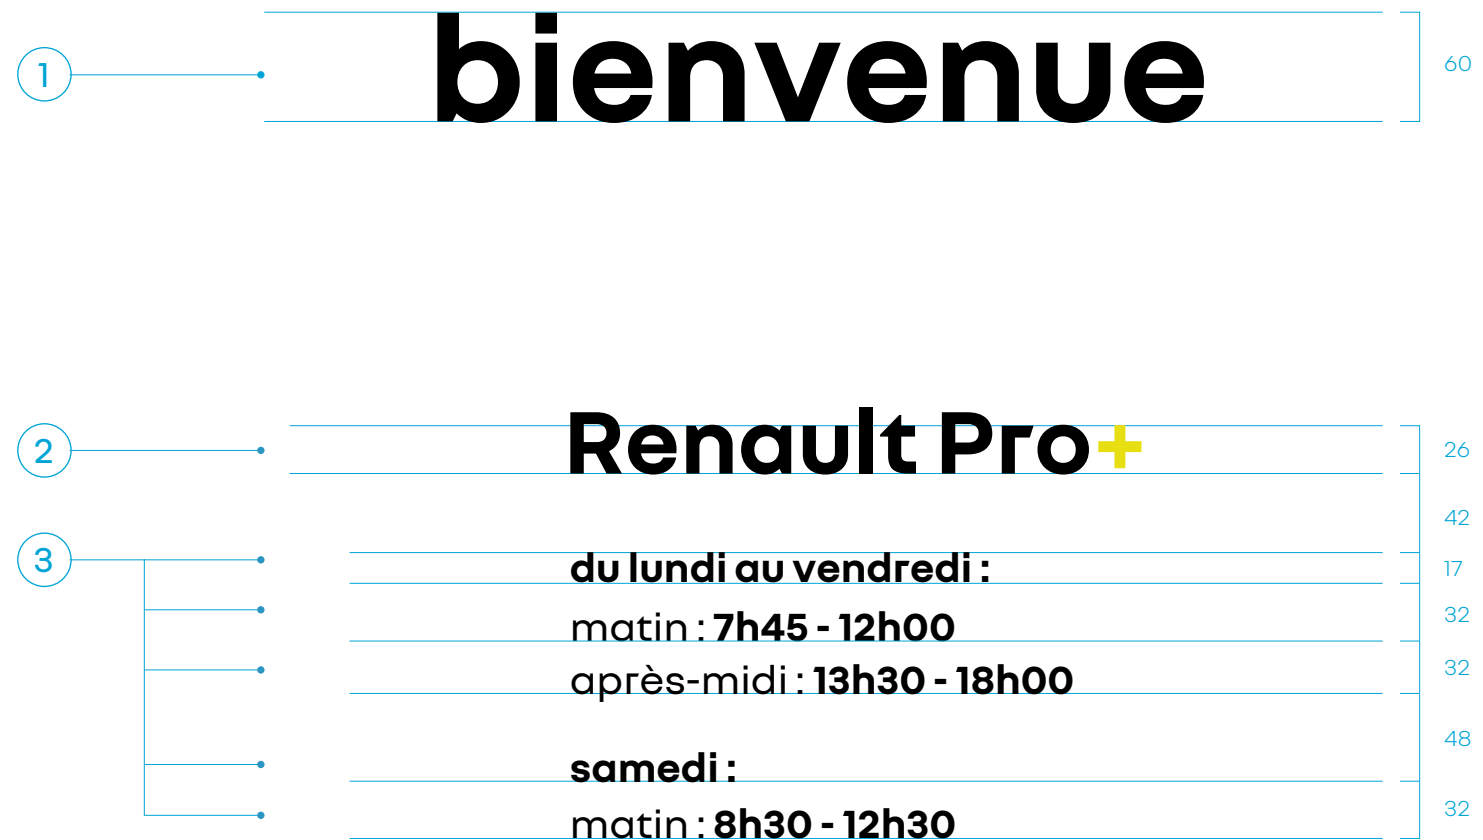 1
bienvenue
60
2
Renault Pro+
26
42
3
du lundi au vendredi :
17
matin : 7h45 - 12h00
32
après-midi : 13h30 - 18h00
32
48
samedi :
matin : 8h30 - 12h30
32